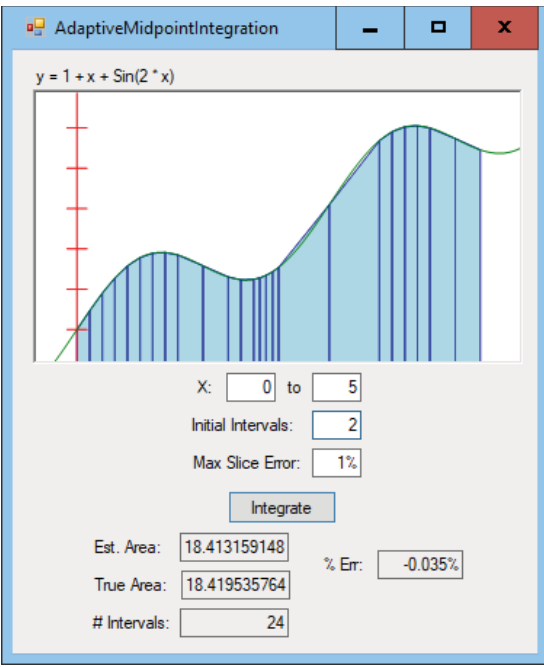 AdaptiveMidpointIntegration
y = 1 + x + Sin(2 * x)
X: 0 to 5
Initial Intervals: 2
Max Slice Error: 1%
Integrate
Est. Area: 18.413159148
% Err: -0.035%
True Area: 18.419535764
# Intervals: 24